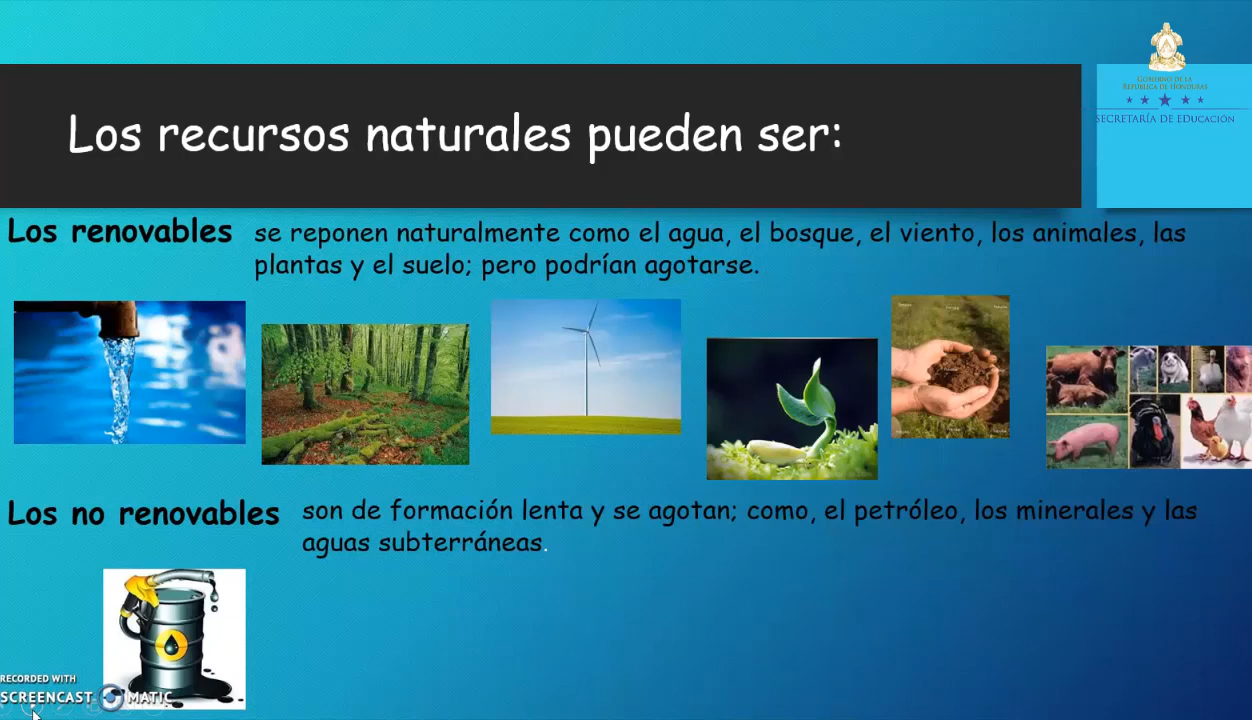 GOBIERNO DE LA
REPÚBLICA DE HONDURAS
SECRETARÍA DE EDUCACIÓN
Los recursos naturales pueden ser:
Los renovables se reponen naturalmente como el agua, el bosque, el viento, los animales, las
plantas y el suelo; pero podrían agotarse.
Los no renovables son de formación lenta y se agotan; como, el petróleo, los minerales y las
aguas subterráneas.
RECORDED WITH
SCREENCAST MATIC